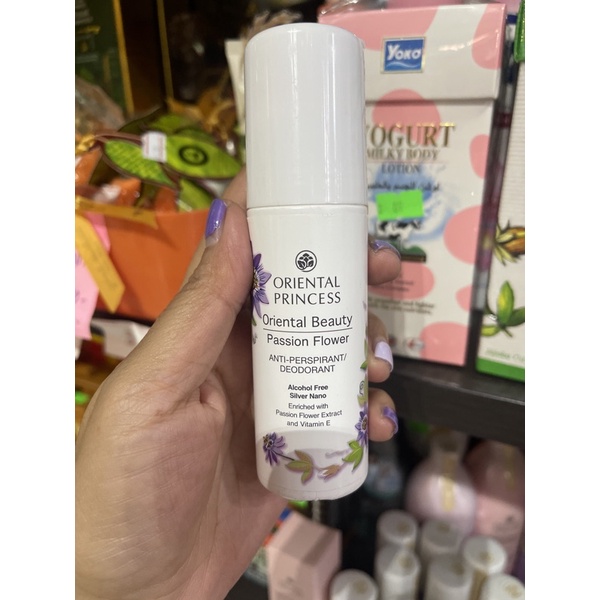 YOKO
YOGURT
MILKY BODY
LOTION
ORIENTAL
PRINCESS
Oriental Beauty
Passion Flower
ANTI-PERSPIRANT/
DEODORANT
Alcohol Free
Silver Nano
Enriched with
Passion Flower Extract
and Vitamin E